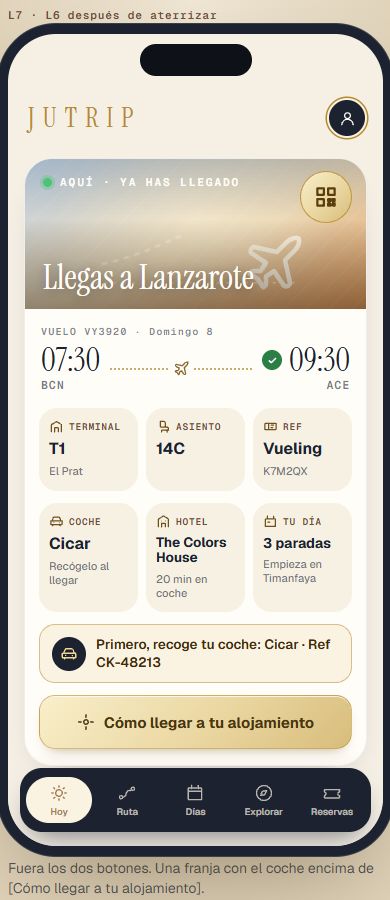 L7 · L6 después de aterrizar
JUTRIP
AQUÍ · YA HAS LLEGADO
Llegas a Lanzarote
VUELO VY3920 · Domingo 8
07:30
09:30
BCN
ACE
TERMINAL
T1
El Prat
ASIENTO
14C
REF
Vueling
K7M2QX
COCHE
Cicar
Recógelo al
llegar
HOTEL
The Colors
House
20 min en
coche
TU DÍA
3 paradas
Empieza en
Timanfaya
Primero, recoge tu coche: Cicar · Ref
CK-48213
Cómo llegar a tu alojamiento
Hoy
Ruta
Días
Explorar
Reservas
Fuera los dos botones. Una franja con el coche encima de
[Cómo llegar a tu alojamiento].